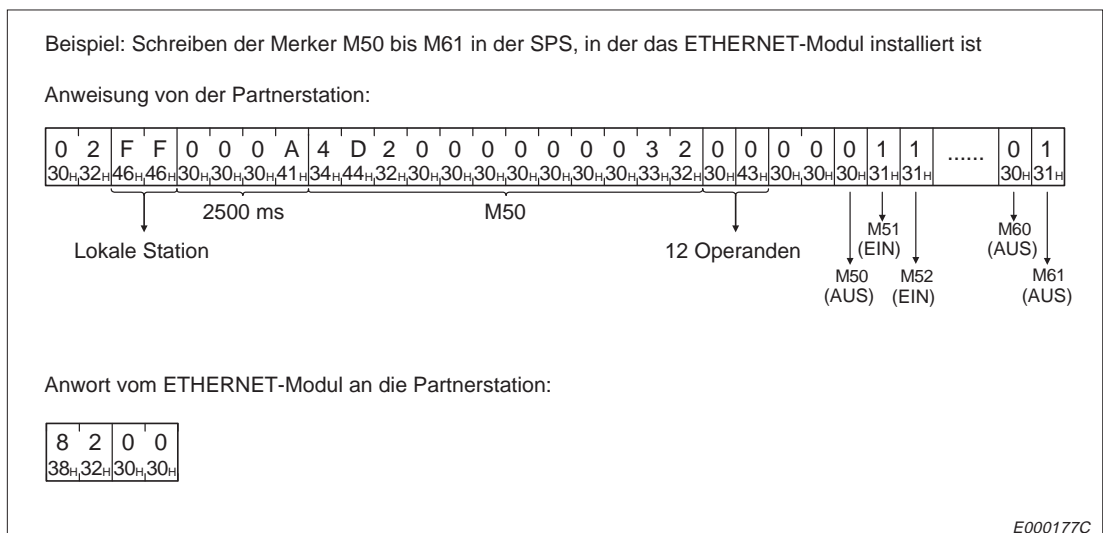 Beispiel: Schreiben der Merker M50 bis M61 in der SPS, in der das ETHERNET-Modul installiert ist
Anweisung von der Partnerstation:
0 2 F F 0 0 0 A 4 D 2 0 0 0 0 0 0 0 3 2 0 0 0 0 0 1 1 ...... 0 1
30H 32H 46H 46H 30H 30H 30H 41H 34H 44H 32H 30H 30H 30H 30H 30H 30H 30H 33H 32H 30H 43H 30H 30H 30H 31H 31H 30H 31H
2500 ms M50
Lokale Station 12 Operanden
M51 M60
(EIN) (AUS)
M50 M52 M61
(AUS) (EIN) (AUS)
Anwort vom ETHERNET-Modul an die Partnerstation:
8 2 0 0
38H 32H 30H 30H
E000177C